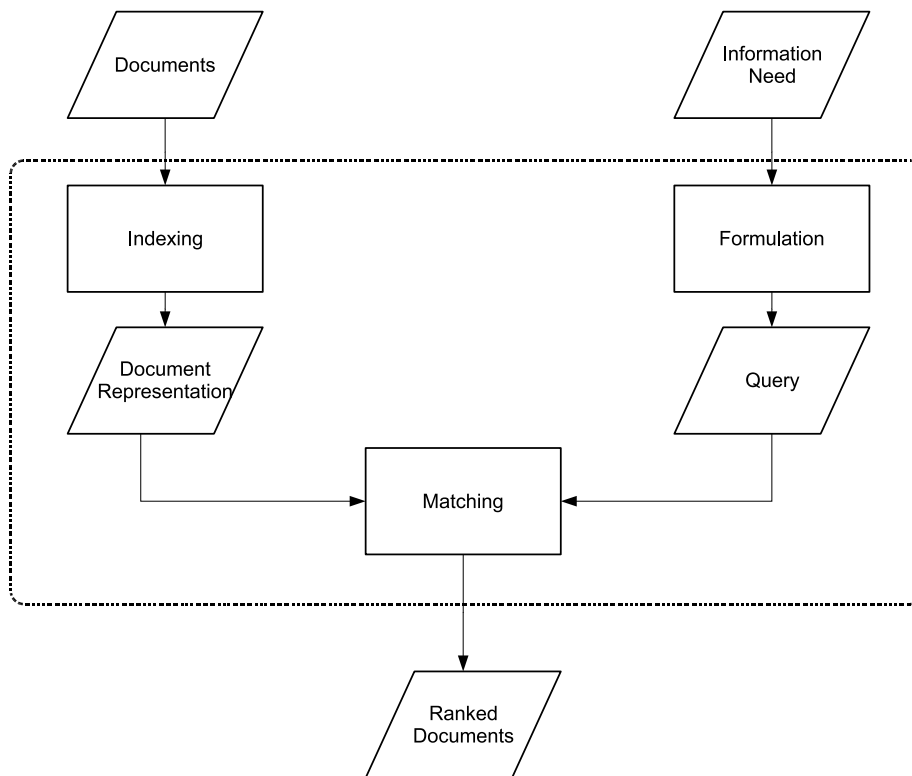 Documents
Information
Need
Indexing
Formulation
Document
Representation
Query
Matching
Ranked
Documents